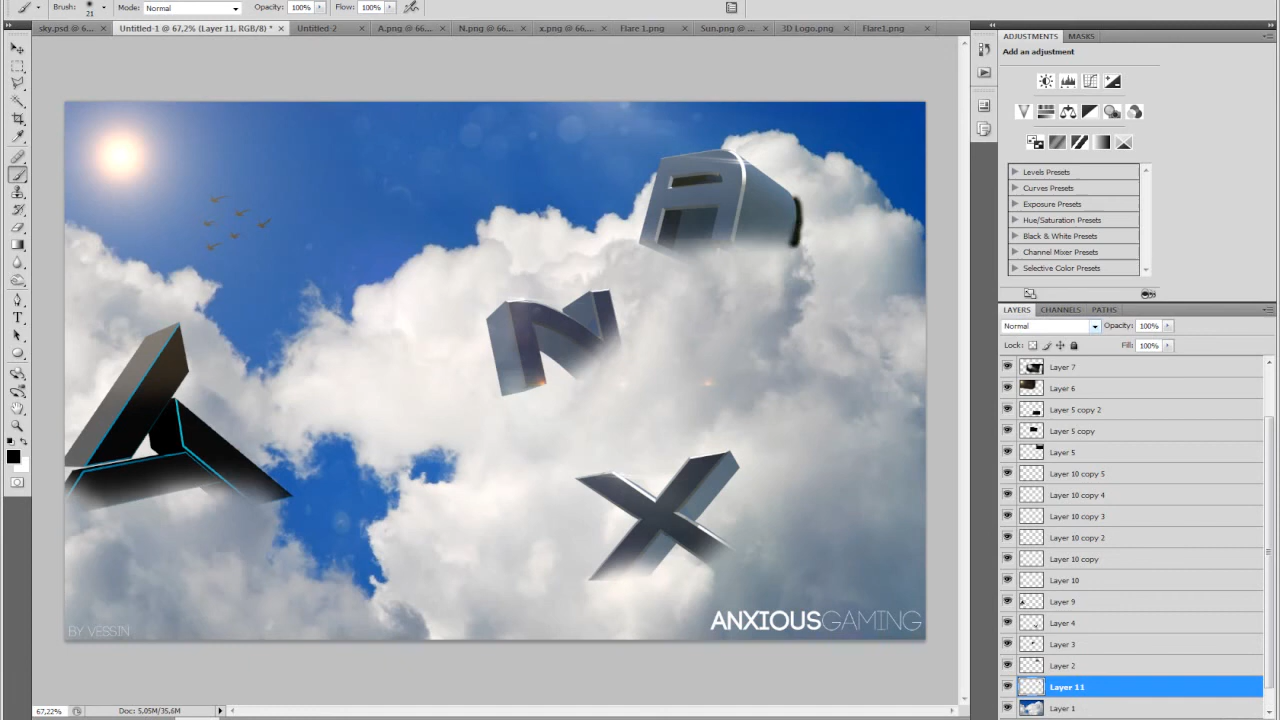 Brush: 21 Mode: Normal Opacity: 100% Flow: 100%
sky.psd @ 6... Untitled-1 @ 67,2% (Layer 11, RGB/8) * Untitled-2 A.png @ 66... N.png @ 66... x.png @ 66,... Flare 1.png Sun.png @ ... 3D Logo.png Flare1.png
ADJUSTMENTS MASKS
Add an adjustment
Levels Presets
Curves Presets
Exposure Presets
Hue/Saturation Presets
Black & White Presets
Channel Mixer Presets
Selective Color Presets
LAYERS CHANNELS PATHS
Normal Opacity: 100%
Lock: Fill: 100%
Layer 7
Layer 6
Layer 5 copy 2
Layer 5 copy
Layer 5
Layer 10 copy 5
Layer 10 copy 4
Layer 10 copy 3
Layer 10 copy 2
Layer 10 copy
Layer 10
Layer 9
Layer 4
Layer 3
Layer 2
Layer 11
Layer 1
A
N
X
BY VESSIN
ANXIOUSGAMING
67,22% Doc: 5,05M/35,6M